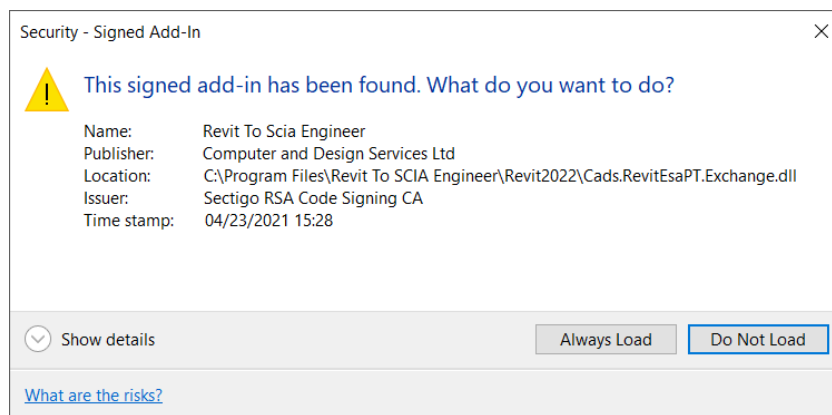 Security - Signed Add-In
This signed add-in has been found. What do you want to do?
Name: Revit To Scia Engineer
Publisher: Computer and Design Services Ltd
Location: C:\Program Files\Revit To SCIA Engineer\Revit2022\Cads.RevitEsaPT.Exchange.dll
Issuer: Sectigo RSA Code Signing CA
Time stamp: 04/23/2021 15:28
Show details Always Load Do Not Load
What are the risks?